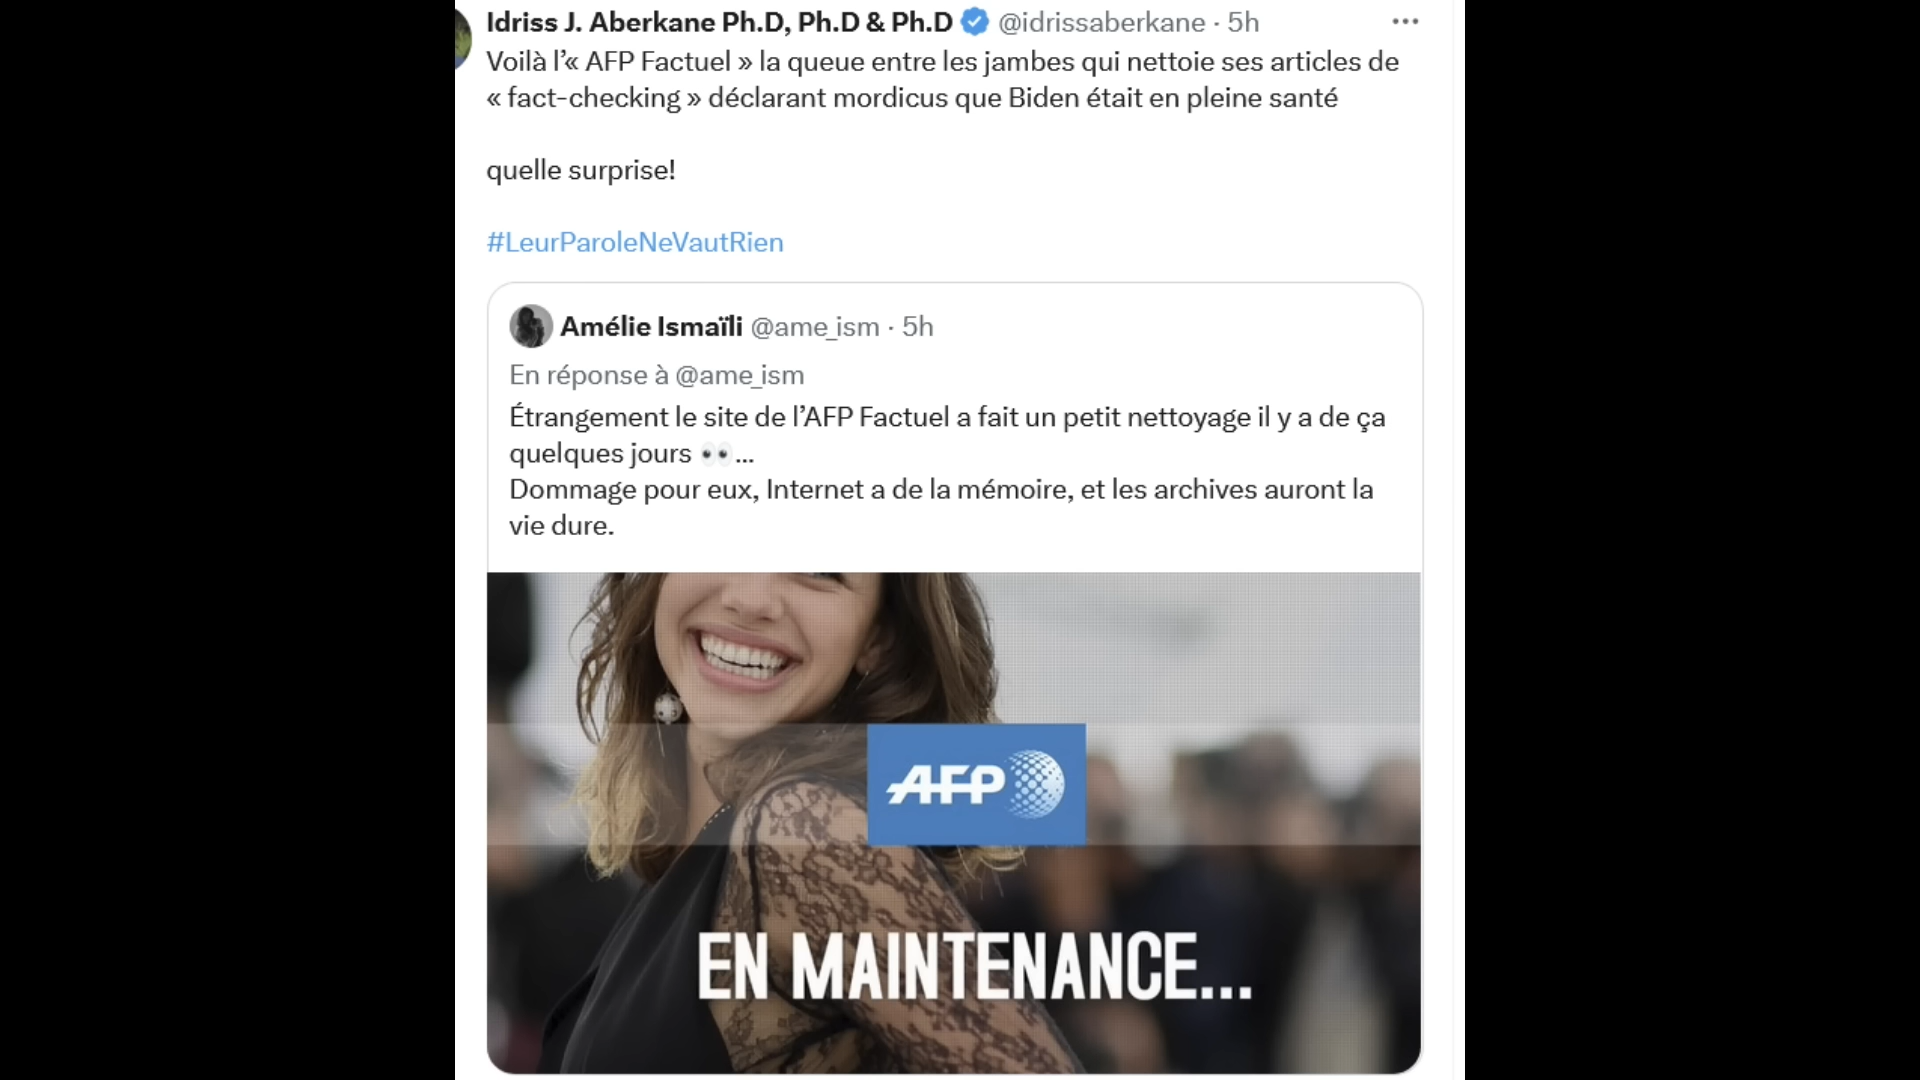 Idriss J. Aberkane Ph.D, Ph.D & Ph.D @idrissaberkane · 5h
Voilà l’« AFP Factuel » la queue entre les jambes qui nettoie ses articles de
« fact-checking » déclarant mordicus que Biden était en pleine santé
quelle surprise!
#LeurParoleNeVautRien
Amélie Ismaïli @ame_ism · 5h
En réponse à @ame_ism
Étrangement le site de l’AFP Factuel a fait un petit nettoyage il y a de ça
quelques jours 👀...
Dommage pour eux, Internet a de la mémoire, et les archives auront la
vie dure.
AFP
EN MAINTENANCE...